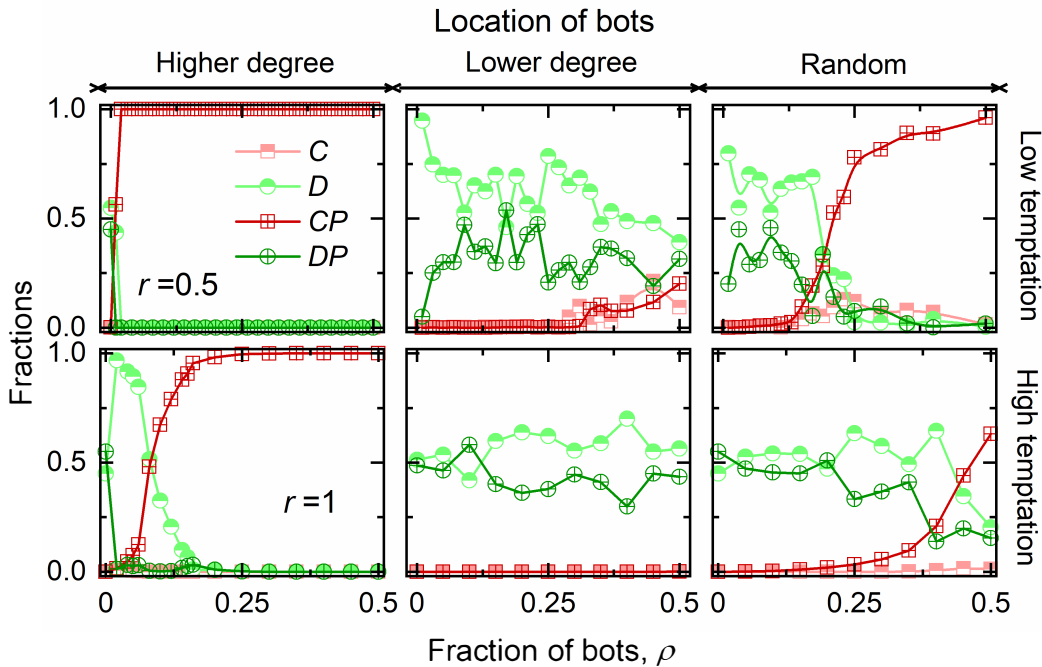 Location of bots
Higher degree Lower degree Random
1.0
0.5
0.0
C
D
CP
DP
r = 0.5
Low temptation
1.0
0.5
0.0
r = 1
High temptation
Fractions
0 0.25 0.5 0 0.25 0.5 0 0.25 0.5
Fraction of bots, ρ